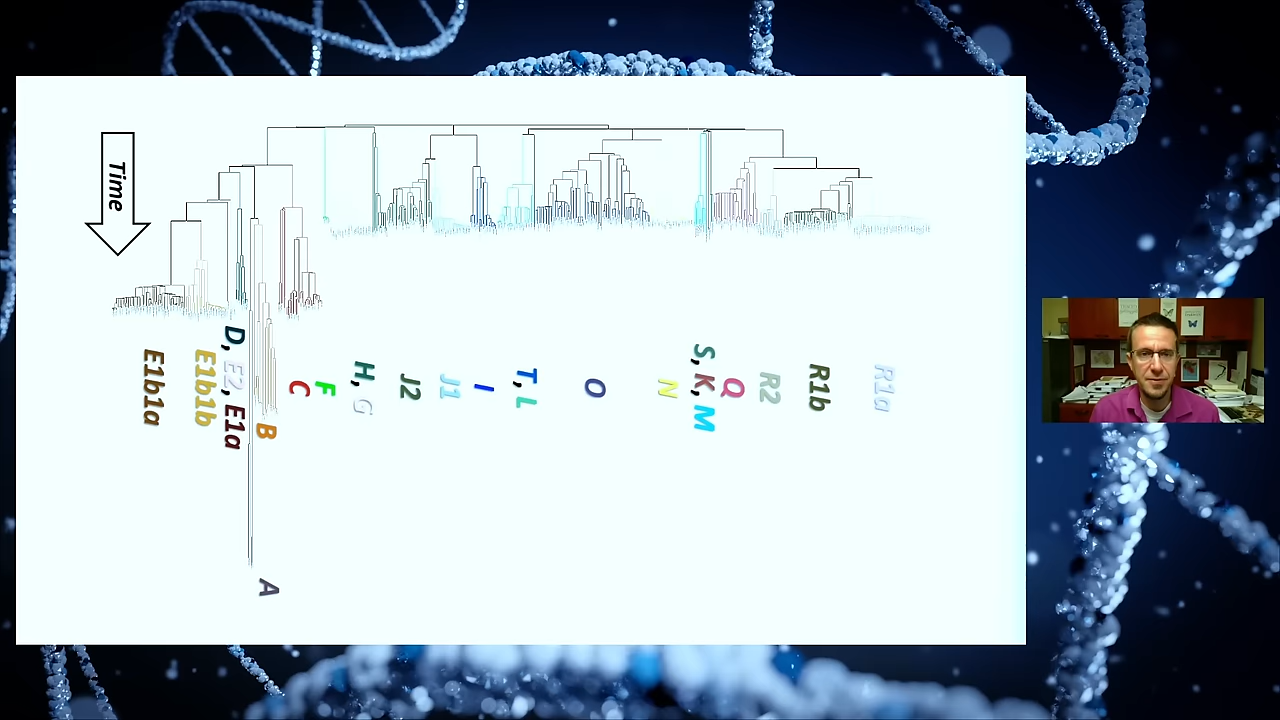 Time
E1b1a
E1b1b
D, E2, E1a
B
A
C
F
H, G
J2
J1
I
T, L
O
N
S, K, M
Q
R2
R1b
R1a